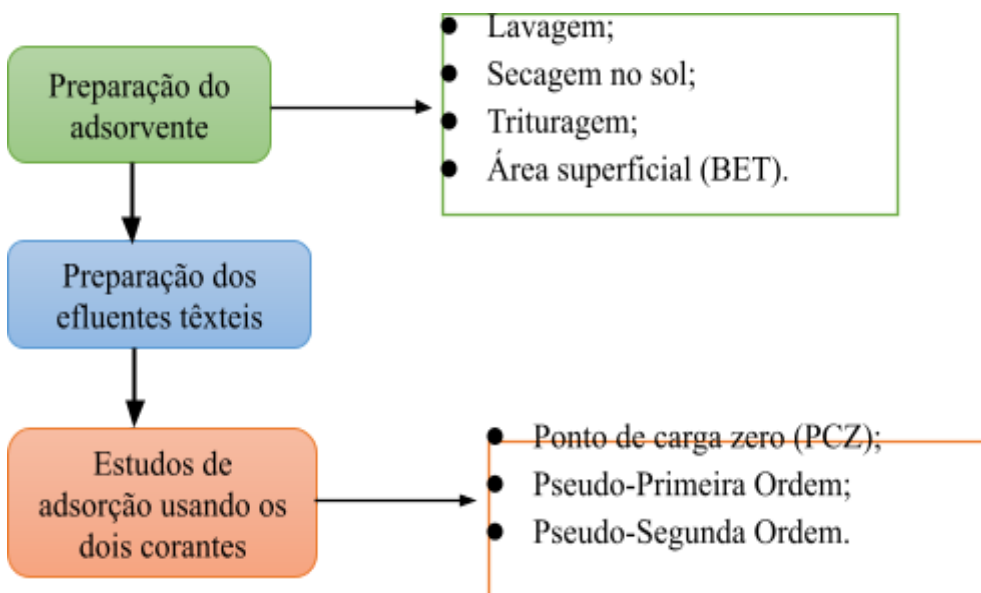 Preparação do
adsorvente
● Lavagem;
● Secagem no sol;
● Trituragem;
● Área superficial (BET).
Preparação dos
efluentes têxteis
Estudos de
adsorção usando os
dois corantes
● Ponto de carga zero (PCZ);
● Pseudo-Primeira Ordem;
● Pseudo-Segunda Ordem.